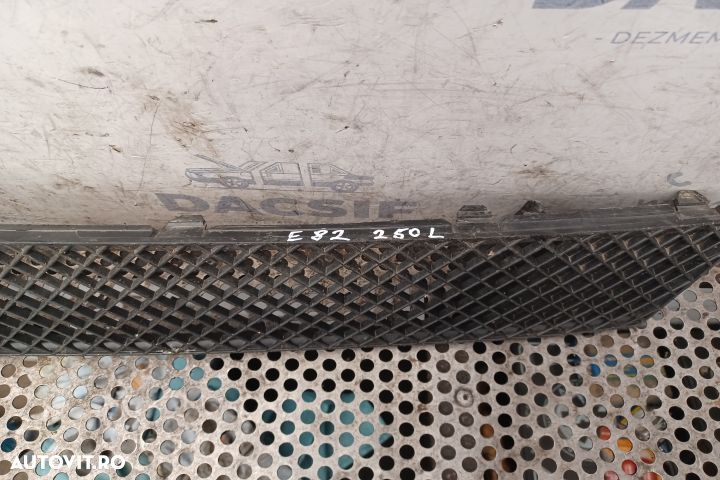 - DEZMEM
DACSIF
E82 250L
AUTOVIT.RO